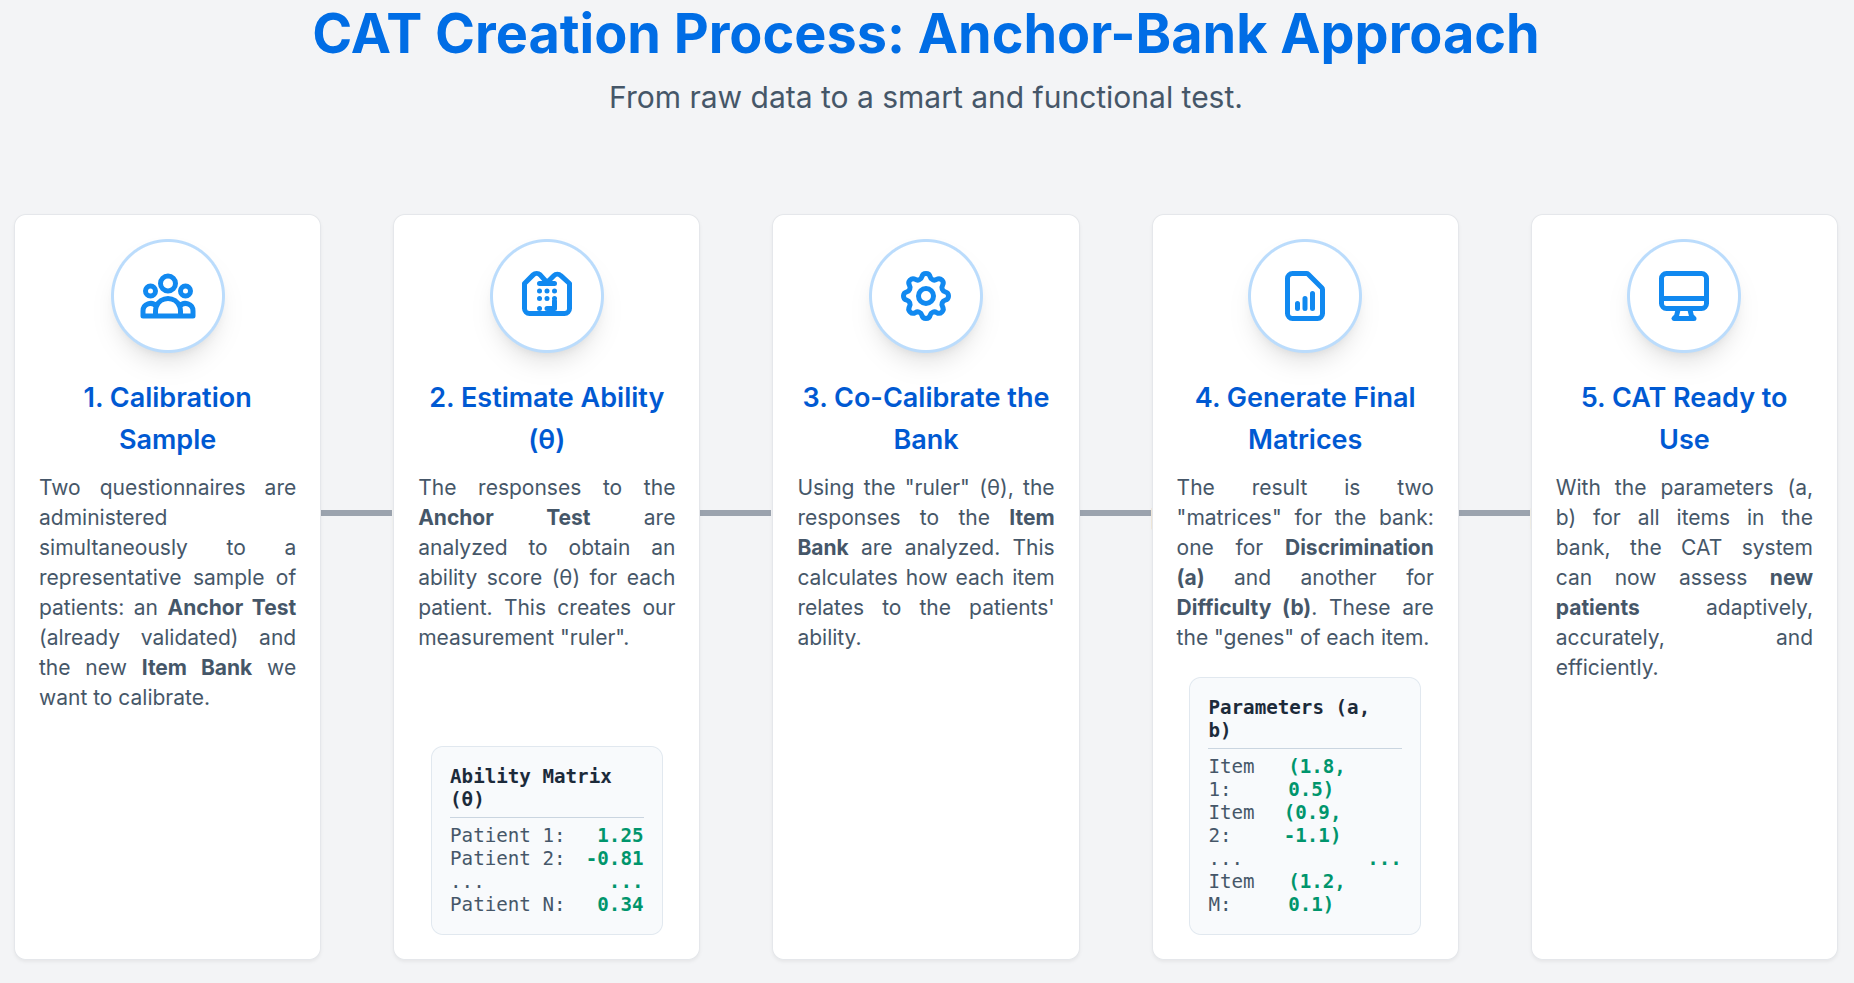 CAT Creation Process: Anchor-Bank Approach
From raw data to a smart and functional test.
1. Calibration
Sample
Two questionnaires are
administered
simultaneously to a
representative sample of
patients: an Anchor Test
(already validated) and
the new Item Bank we
want to calibrate.
2. Estimate Ability
(θ)
The responses to the
Anchor Test are
analyzed to obtain an
ability score (θ) for each
patient. This creates our
measurement "ruler".
Ability Matrix
(θ)
Patient 1: 1.25
Patient 2: -0.81
... ...
Patient N: 0.34
3. Co-Calibrate the
Bank
Using the "ruler" (θ), the
responses to the Item
Bank are analyzed. This
calculates how each item
relates to the patients'
ability.
4. Generate Final
Matrices
The result is two
"matrices" for the bank:
one for Discrimination
(a) and another for
Difficulty (b). These are
the "genes" of each item.
Parameters (a,
b)
Item (1.8,
1: 0.5)
Item (0.9,
2: -1.1)
... ...
Item (1.2,
M: 0.1)
5. CAT Ready to
Use
With the parameters (a,
b) for all items in the
bank, the CAT system
can now assess new
patients adaptively,
accurately, and
efficiently.